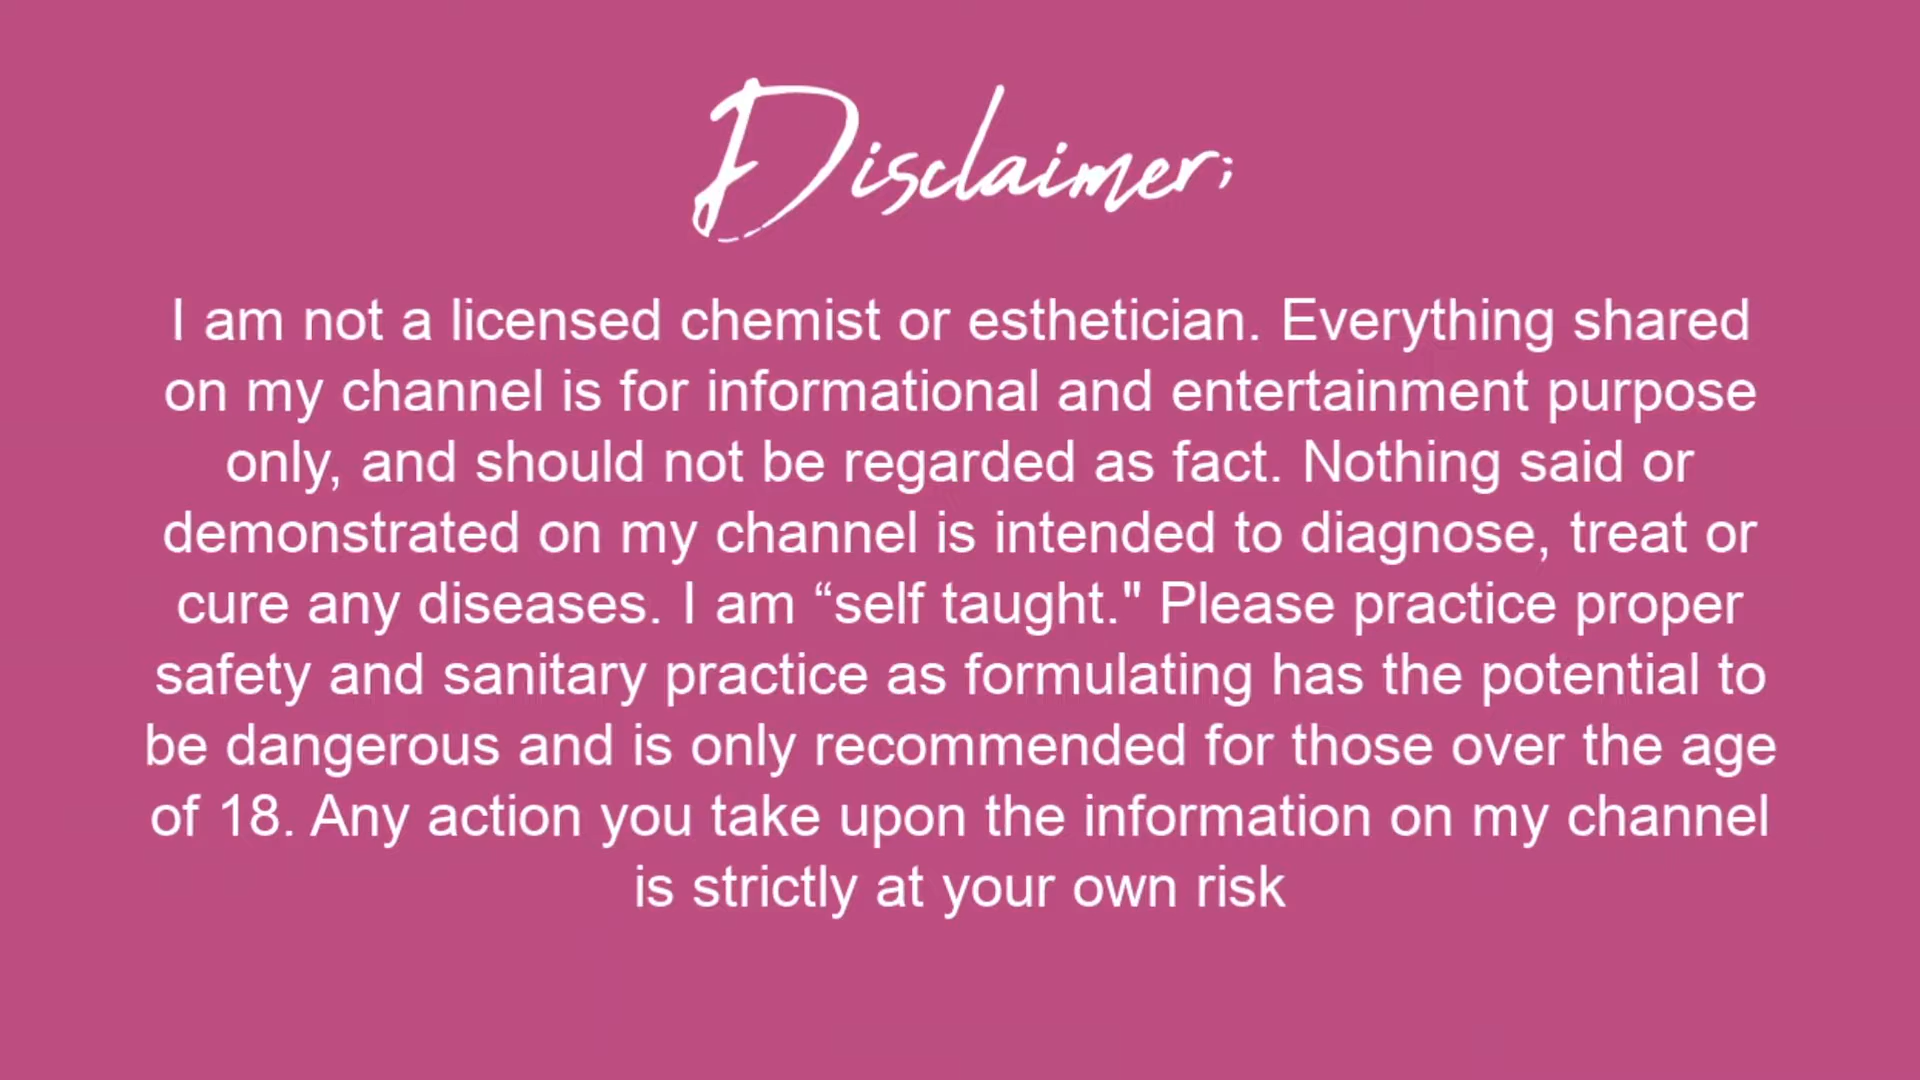 Disclaimer;
I am not a licensed chemist or esthetician. Everything shared
on my channel is for informational and entertainment purpose
only, and should not be regarded as fact. Nothing said or
demonstrated on my channel is intended to diagnose, treat or
cure any diseases. I am “self taught." Please practice proper
safety and sanitary practice as formulating has the potential to
be dangerous and is only recommended for those over the age
of 18. Any action you take upon the information on my channel
is strictly at your own risk